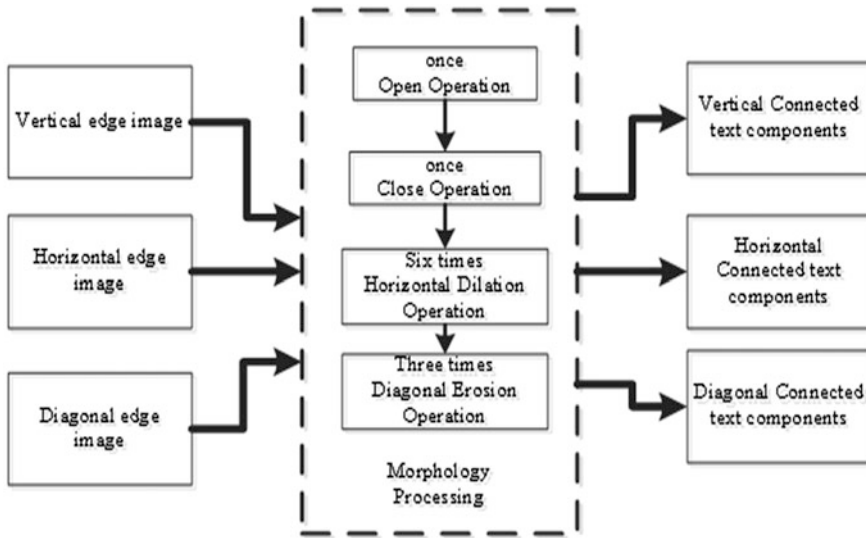 Vertical edge image
Horizontal edge
image
Diagonal edge
image
once
Open Operation
once
Close Operation
Six times
Horizontal Dilation
Operation
Three times
Diagonal Erosion
Operation
Morphology
Processing
Vertical Connected
text components
Horizontal
Connected text
components
Diagonal Connected
text components